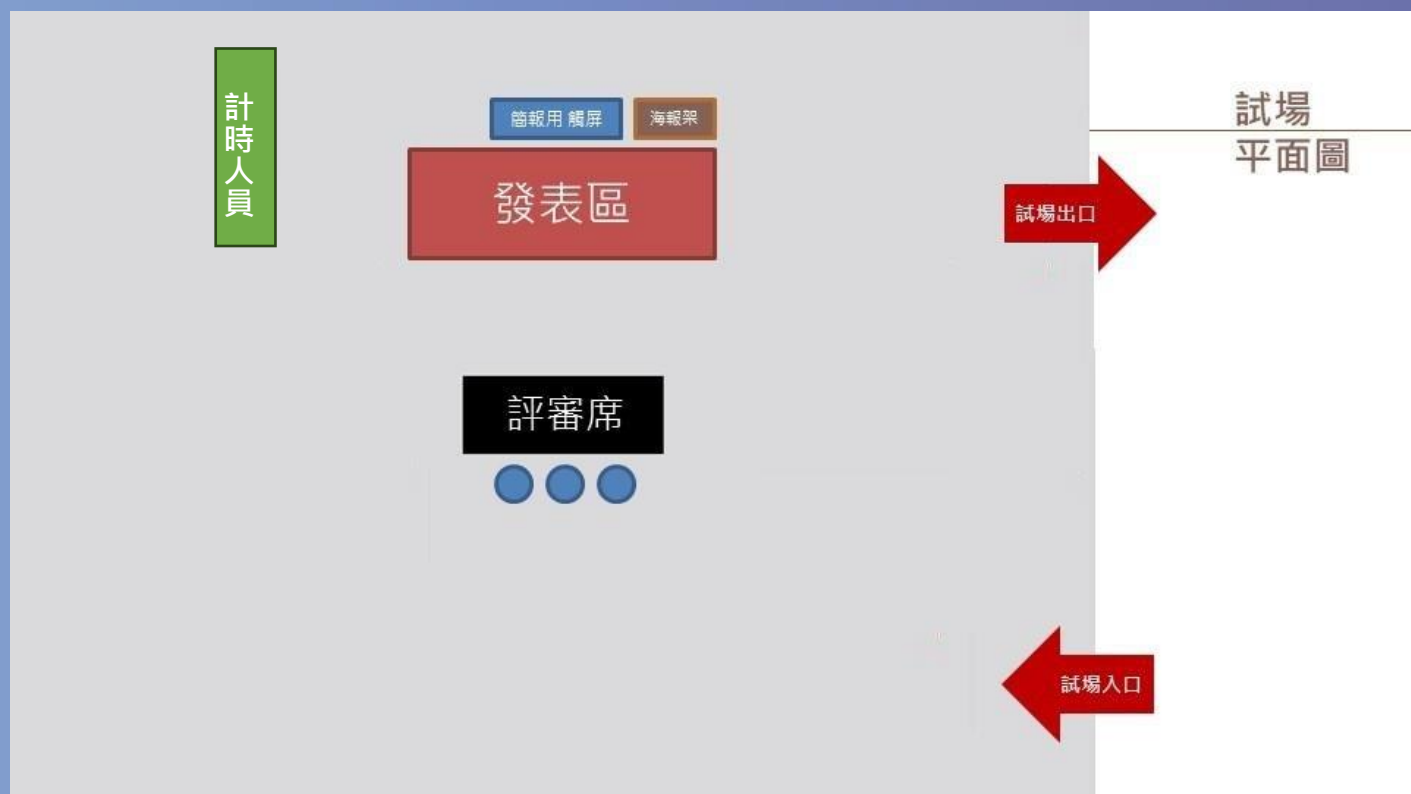 計時人員
簡報用 觸屏
海報架
發表區
試場
平面圖
試場出口
評審席
試場入口